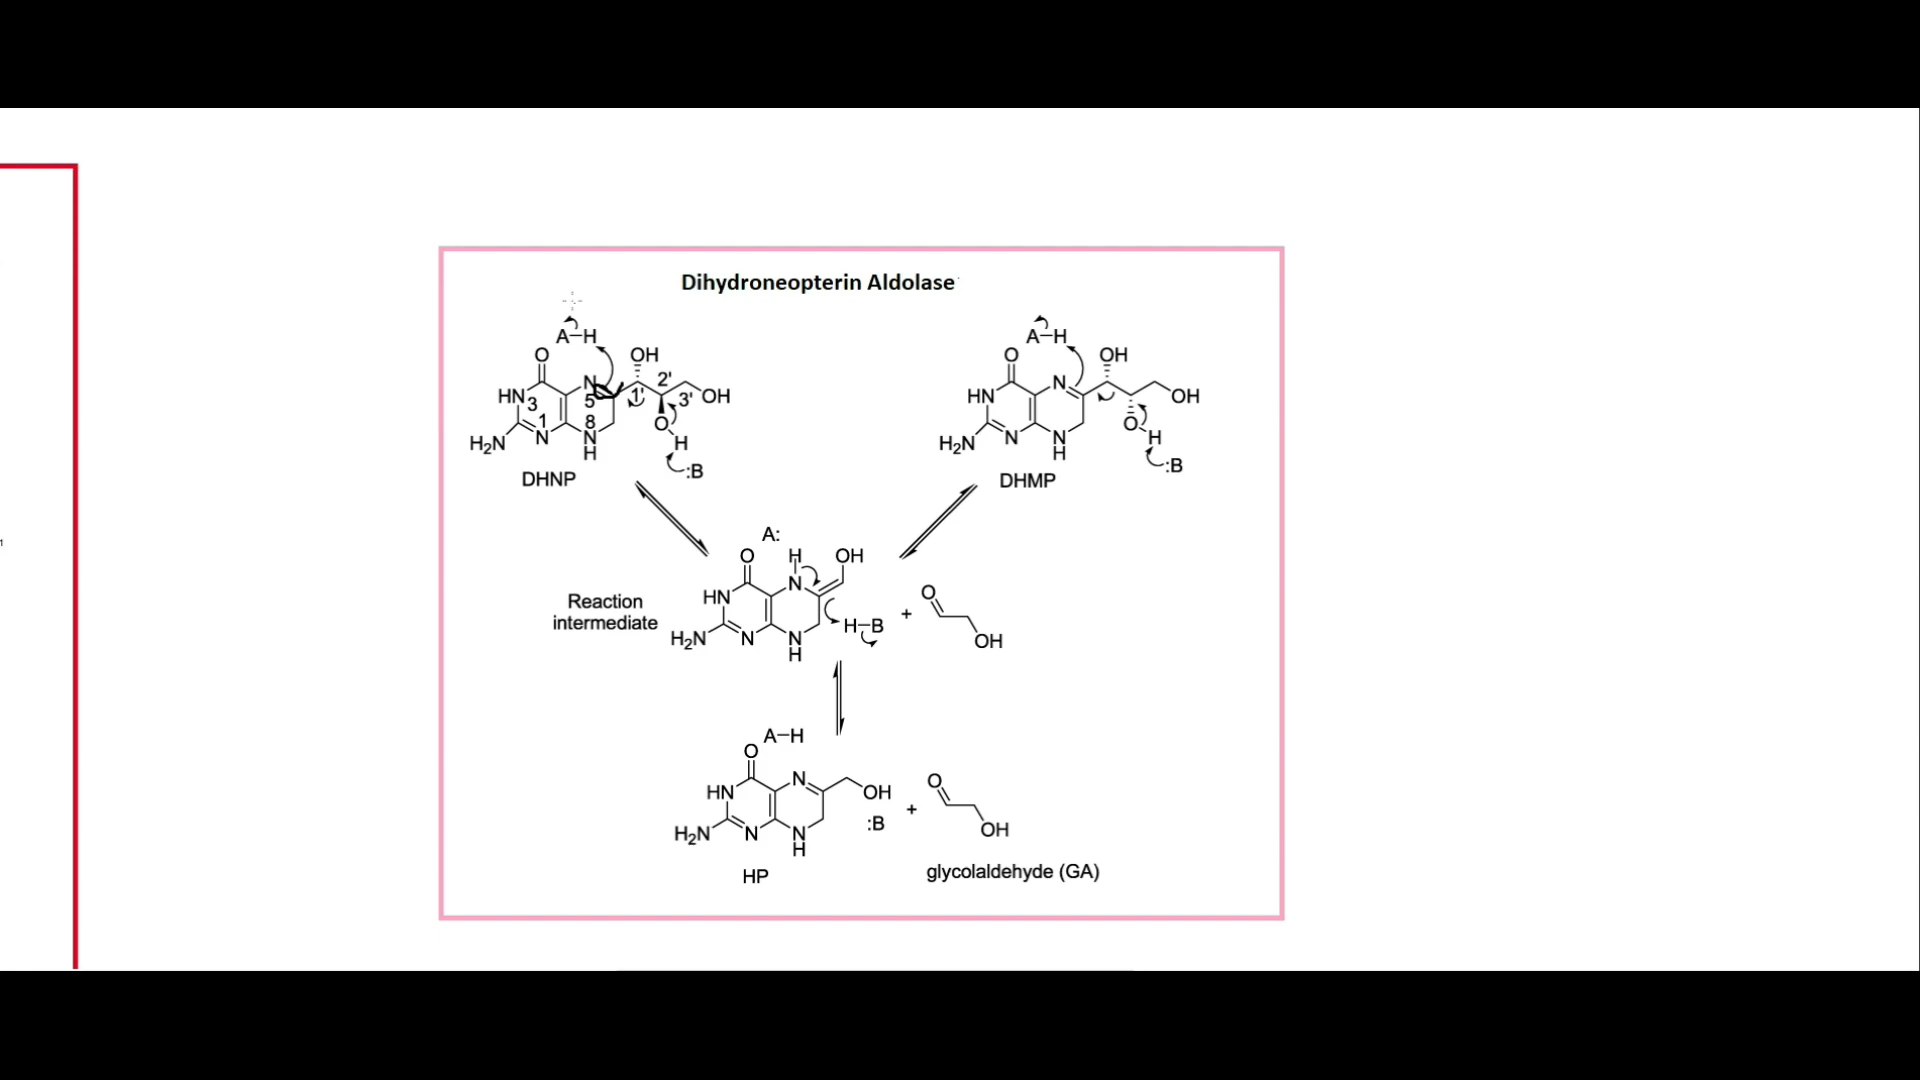 Dihydroneopterin Aldolase
A–H
O
OH
N
HN
3
5
1'
2'
3'
OH
1
8
O
H
H₂N
N
N
H
:B
DHNP
A–H
O
OH
N
HN
OH
O
H
H₂N
N
N
H
:B
DHMP
A:
O
H
OH
N
HN
H–B
H₂N
N
N
H
Reaction
intermediate
+
O
OH
A–H
O
N
HN
OH
:B
H₂N
N
N
H
HP
+
O
OH
glycolaldehyde (GA)
1